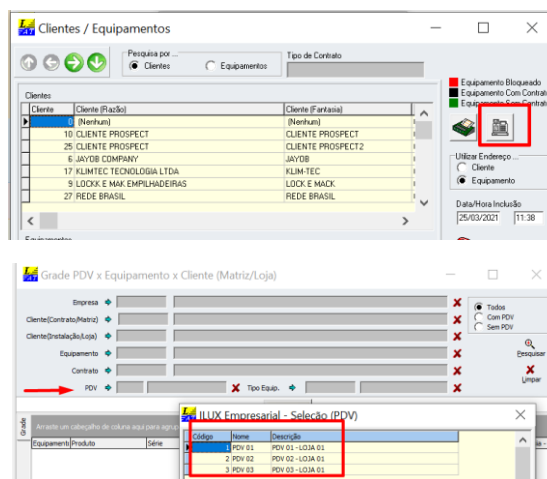 Clientes / Equipamentos
Pesquisa por ...
Clientes
Equipamentos
Tipo de Contrato
Equipamento Bloqueado
Equipamento Com Contrato
Equipamento Sem Contrato
Clientes
Cliente Cliente (Razão) Cliente (Fantasia)
0 (Nenhum) (Nenhum)
10 CLIENTE PROSPECT CLIENTE PROSPECT
25 CLIENTE PROSPECT CLIENTE PROSPECT2
6 JAYOB COMPANY JAYOB
17 KLIMTEC TECNOLOGIA LTDA KLIM-TEC
9 LOCKK E MAK EMPILHADEIRAS LOCK E MACK
27 REDE BRASIL REDE BRASIL
Utilizar Endereço ...
Cliente
Equipamento
Data/Hora Inclusão
25/03/2021 11:38
Equipamentos
Grade PDV x Equipamento x Cliente (Matriz/Loja)
Empresa
Cliente(Contrato/Matriz)
Cliente(Instalação/Loja)
Equipamento
Contrato
PDV
Tipo Equip.
Todos
Com PDV
Sem PDV
Pesquisar
Limpar
ILUX Empresarial - Seleção (PDV)
Grade
Arraste um cabeçalho de coluna aqui para agrup
Equipamento Produto Série
Código Nome Descrição
1 PDV 01 PDV 01 - LOJA 01
2 PDV 02 PDV 02 - LOJA 01
3 PDV 03 PDV 03 - LOJA 01